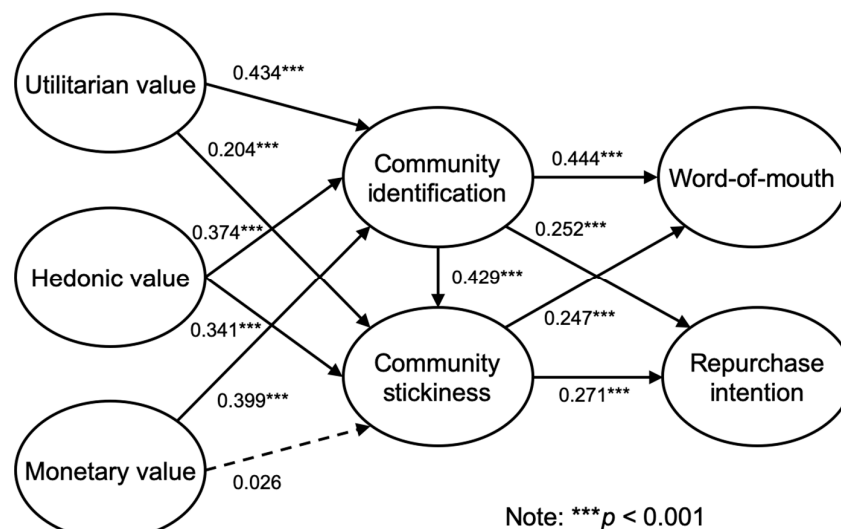 Utilitarian value
0.434***
0.204***
Community
identification
0.444***
Word-of-mouth
0.374***
0.252***
Hedonic value
0.429***
0.341***
0.247***
Community
stickiness
Repurchase
intention
0.399***
0.271***
Monetary value
0.026
Note: ***p < 0.001